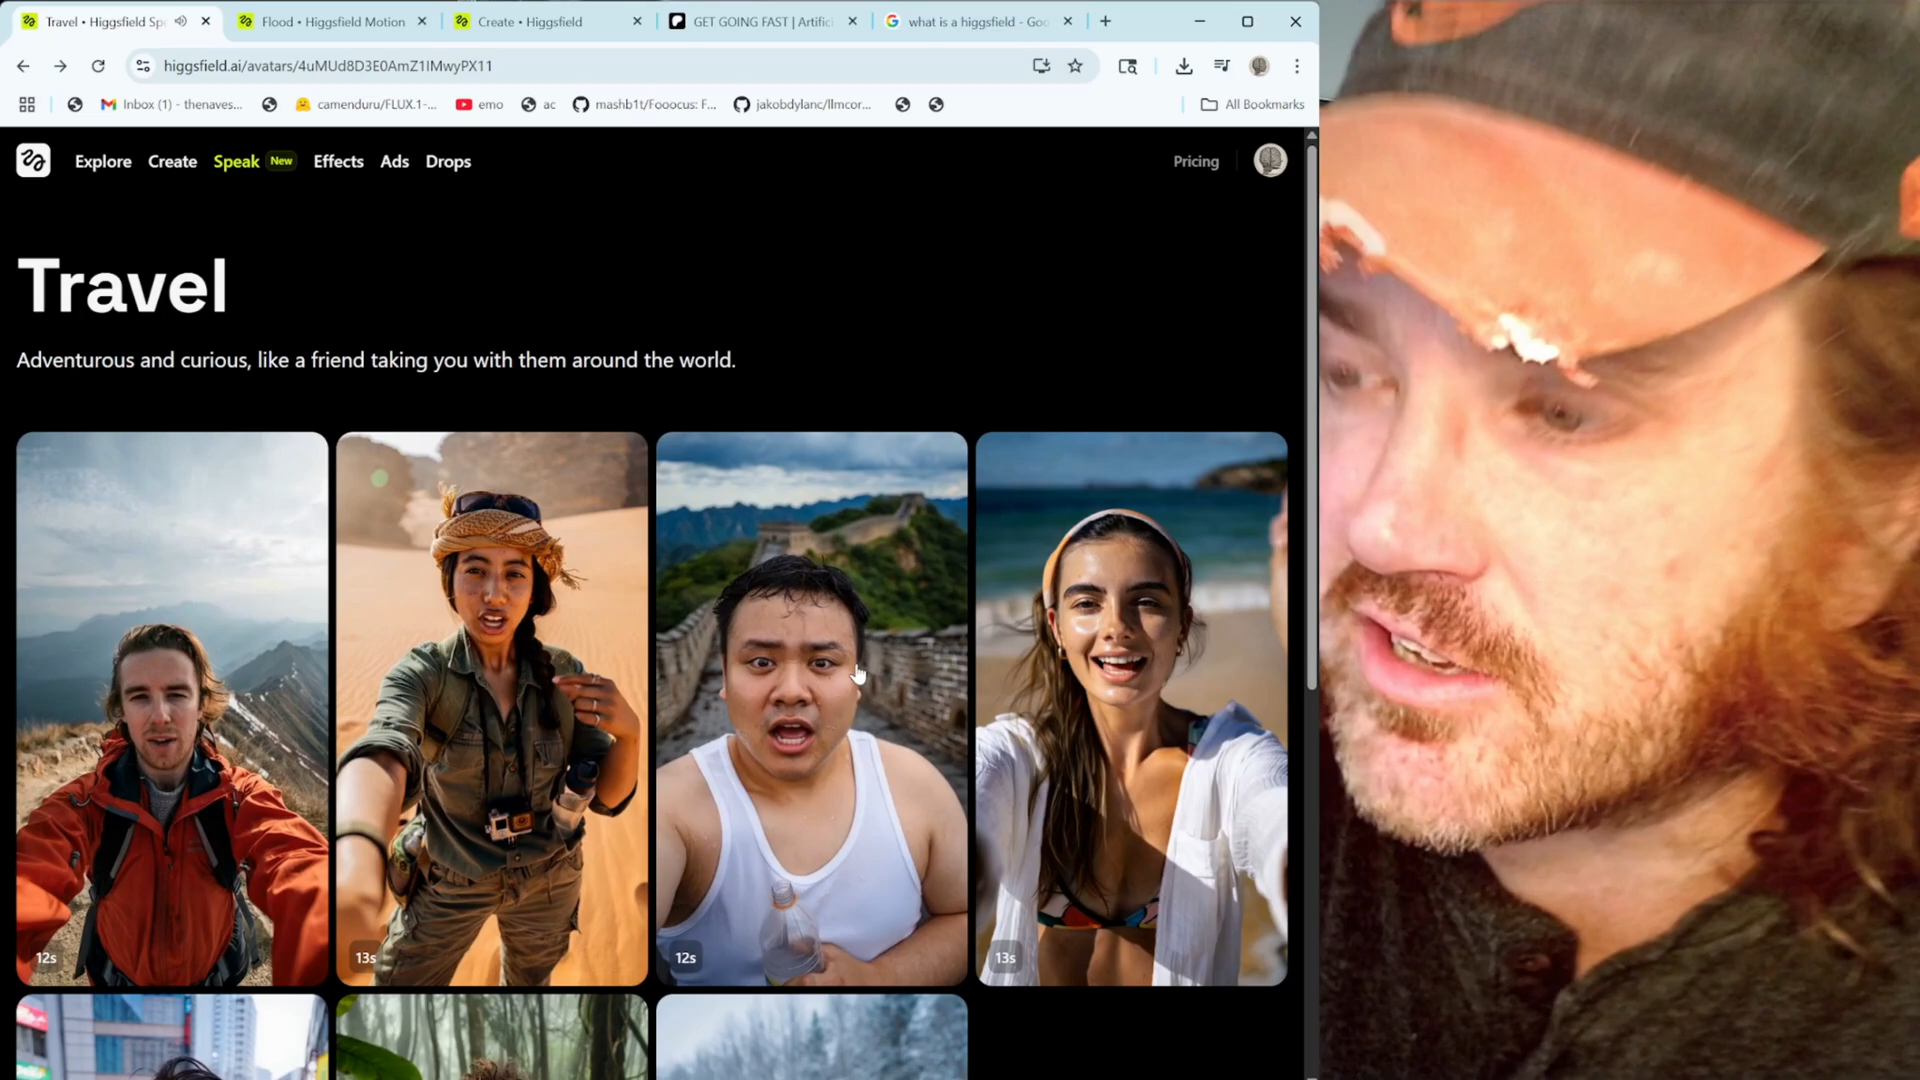 Travel • Higgsfield Spe
Flood • Higgsfield Motion
Create • Higgsfield
GET GOING FAST | Artifici
what is a higgsfield - Goo
higgsfield.ai/avatars/4uMUd8D3E0AmZ1IMwyPX11
Inbox (1) - thenaves...
camenduru/FLUX.1-...
emo
ac
mashb1t/Fooocus: F...
jakobdylanc/llmcor...
All Bookmarks
Explore
Create
Speak New
Effects
Ads
Drops
Pricing
Travel
Adventurous and curious, like a friend taking you with them around the world.
12s
13s
12s
13s